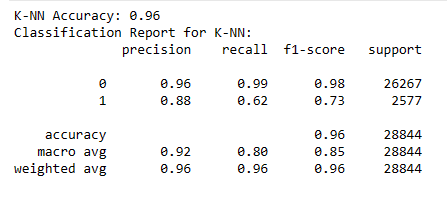 K-NN Accuracy: 0.96
Classification Report for K-NN:
precision recall f1-score support
0 0.96 0.99 0.98 26267
1 0.88 0.62 0.73 2577
accuracy 0.96 28844
macro avg 0.92 0.80 0.85 28844
weighted avg 0.96 0.96 0.96 28844